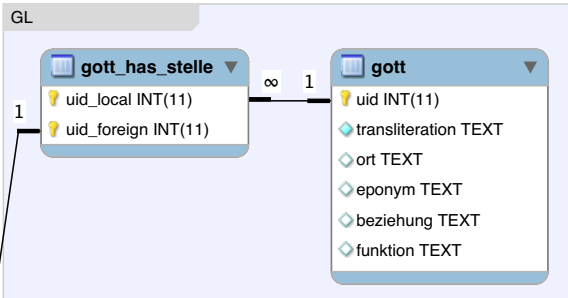 GL
gott_has_stelle
uid_local INT(11)
uid_foreign INT(11)
1
∞
1
gott
uid INT(11)
transliteration TEXT
ort TEXT
eponym TEXT
beziehung TEXT
funktion TEXT